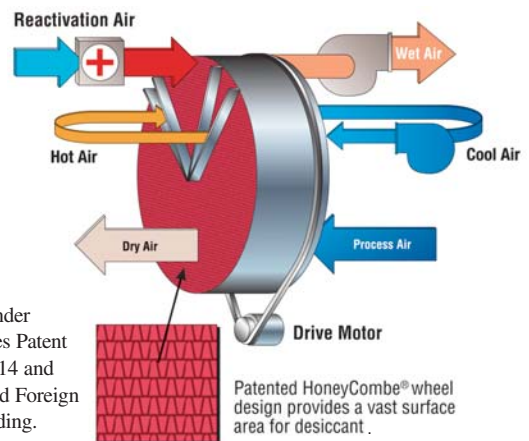 Reactivation Air
Wet Air
Hot Air
Cool Air
Dry Air
Process Air
Drive Motor
nder
es Patent
14 and
d Foreign
ding.
Patented HoneyCombe® wheel
design provides a vast surface
area for desiccant.